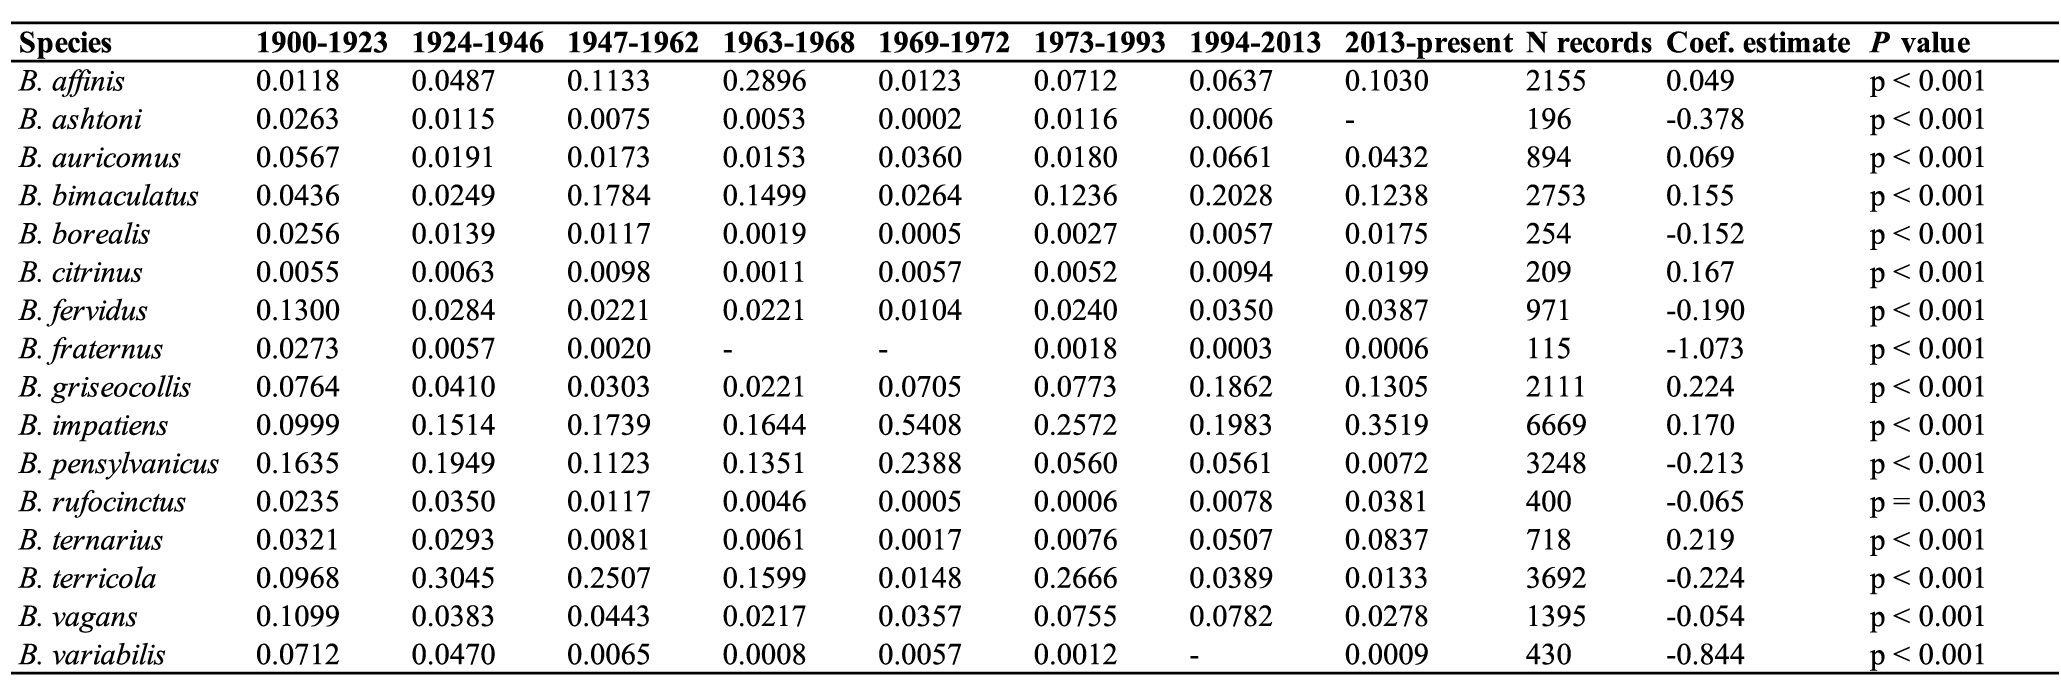 Species 1900-1923 1924-1946 1947-1962 1963-1968 1969-1972 1973-1993 1994-2013 2013-present N records Coef. estimate P value
B. affinis 0.0118 0.0487 0.1133 0.2896 0.0123 0.0712 0.0637 0.1030 2155 0.049 p < 0.001
B. ashtoni 0.0263 0.0115 0.0075 0.0053 0.0002 0.0116 0.0006 - 196 -0.378 p < 0.001
B. auricomus 0.0567 0.0191 0.0173 0.0153 0.0360 0.0180 0.0661 0.0432 894 0.069 p < 0.001
B. bimaculatus 0.0436 0.0249 0.1784 0.1499 0.0264 0.1236 0.2028 0.1238 2753 0.155 p < 0.001
B. borealis 0.0256 0.0139 0.0117 0.0019 0.0005 0.0027 0.0057 0.0175 254 -0.152 p < 0.001
B. citrinus 0.0055 0.0063 0.0098 0.0011 0.0057 0.0052 0.0094 0.0199 209 0.167 p < 0.001
B. fervidus 0.1300 0.0284 0.0221 0.0221 0.0104 0.0240 0.0350 0.0387 971 -0.190 p < 0.001
B. fraternus 0.0273 0.0057 0.0020 - - 0.0018 0.0003 0.0006 115 -1.073 p < 0.001
B. griseocollis 0.0764 0.0410 0.0303 0.0221 0.0705 0.0773 0.1862 0.1305 2111 0.224 p < 0.001
B. impatiens 0.0999 0.1514 0.1739 0.1644 0.5408 0.2572 0.1983 0.3519 6669 0.170 p < 0.001
B. pensylvanicus 0.1635 0.1949 0.1123 0.1351 0.2388 0.0560 0.0561 0.0072 3248 -0.213 p < 0.001
B. rufocinctus 0.0235 0.0350 0.0117 0.0046 0.0005 0.0006 0.0078 0.0381 400 -0.065 p = 0.003
B. ternarius 0.0321 0.0293 0.0081 0.0061 0.0017 0.0076 0.0507 0.0837 718 0.219 p < 0.001
B. terricola 0.0968 0.3045 0.2507 0.1599 0.0148 0.2666 0.0389 0.0133 3692 -0.224 p < 0.001
B. vagans 0.1099 0.0383 0.0443 0.0217 0.0357 0.0755 0.0782 0.0278 1395 -0.054 p < 0.001
B. variabilis 0.0712 0.0470 0.0065 0.0008 0.0057 0.0012 - 0.0009 430 -0.844 p < 0.001